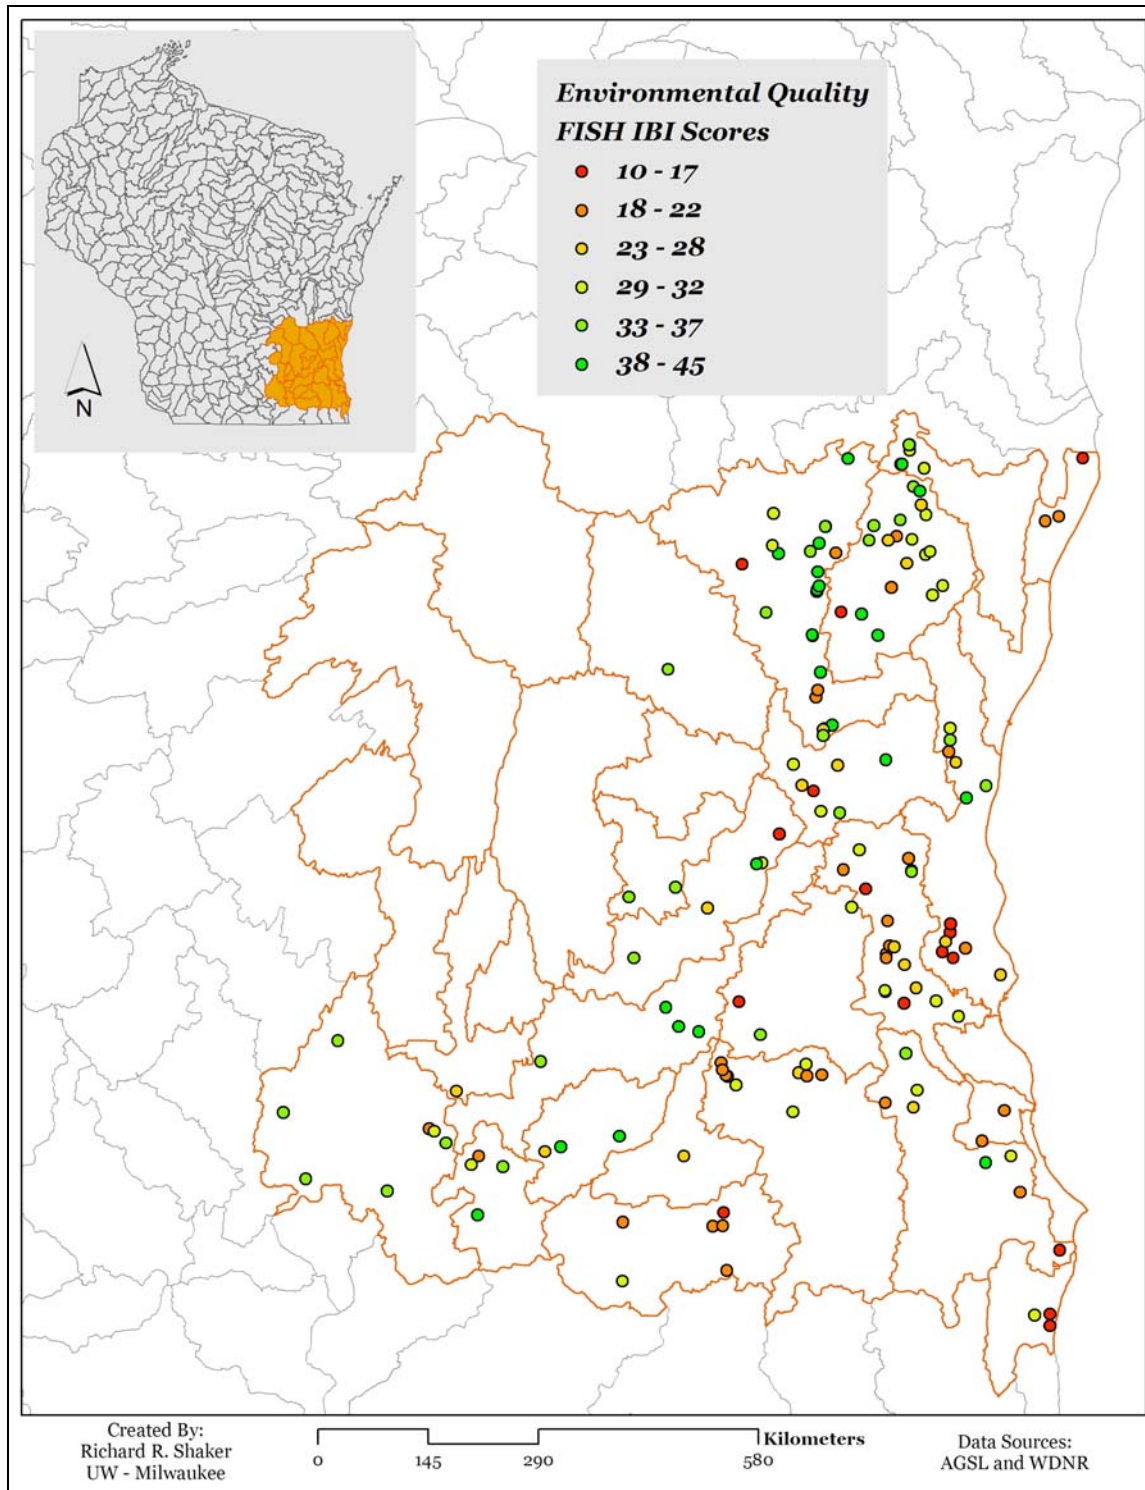 Environmental Quality
FISH IBI Scores
10 - 17
18 - 22
23 - 28
29 - 32
33 - 37
38 - 45
N
Created By:
Richard R. Shaker
UW - Milwaukee
Kilometers
0 145 290 580
Data Sources:
AGSL and WDNR